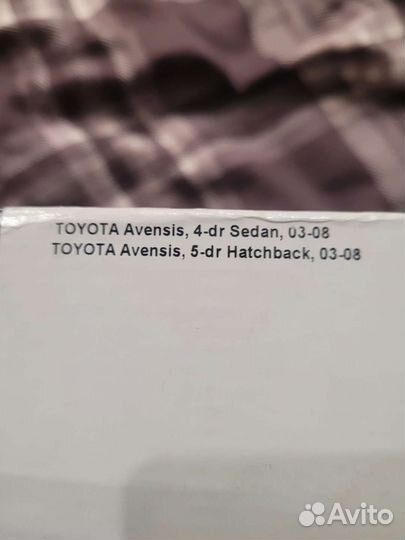 TOYOTA Avensis, 4-dr Sedan, 03-08
TOYOTA Avensis, 5-dr Hatchback, 03-08
Avito